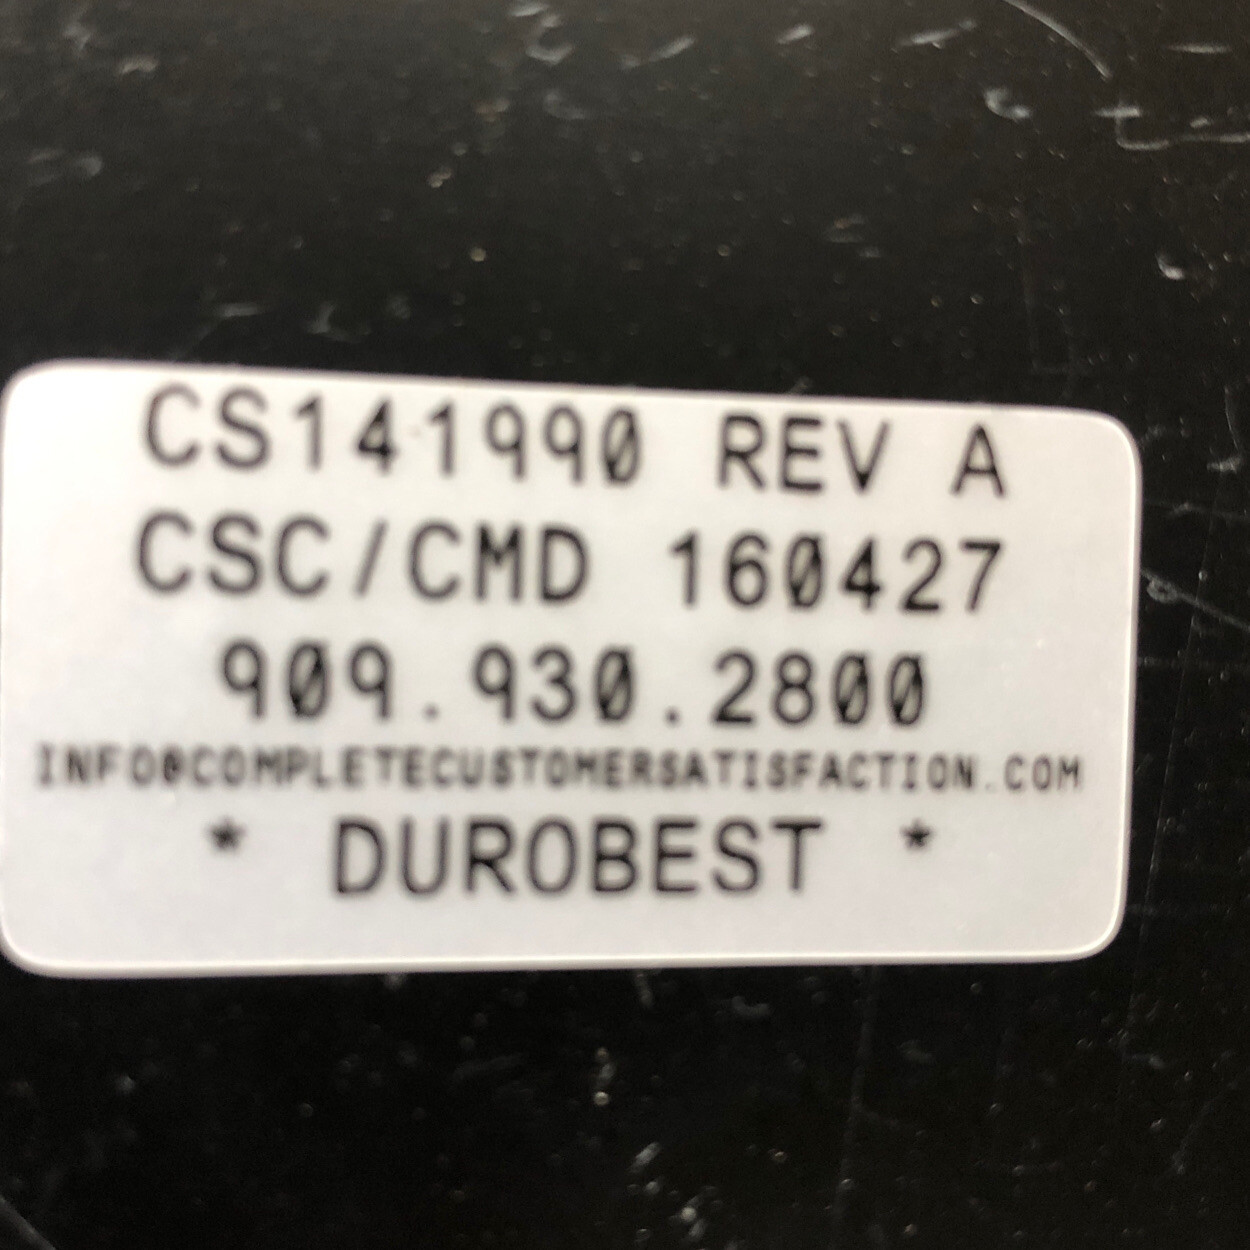 CS141990 REV A
CSC/CMD 160427
909.930.2800
INFO@COMPLETECUSTOMERSATISFACTION.COM
* DUROBEST *